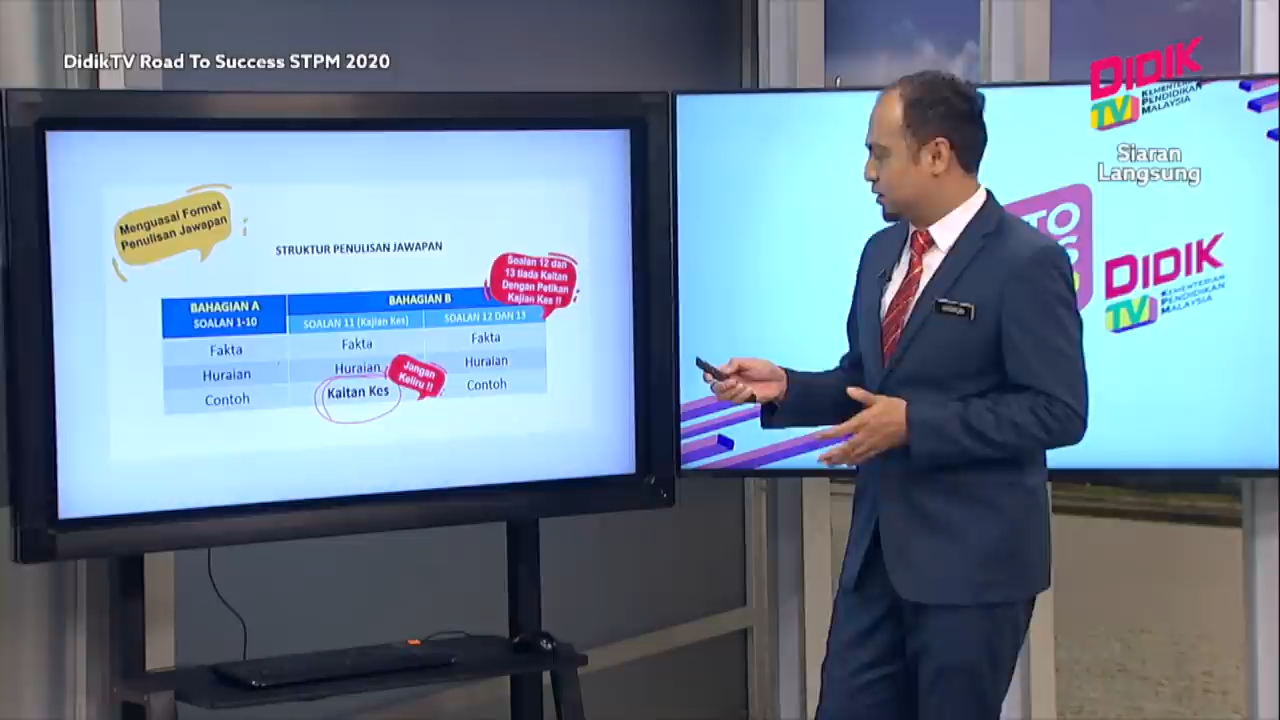 DidikTV Road To Success STPM 2020
DIDIK
TV
KEMENTERIAN
PENDIDIKAN
MALAYSIA
Siaran
Langsung
Menguasai Format
Penulisan Jawapan
STRUKTUR PENULISAN JAWAPAN
Soalan 12 dan
13 tiada Kaitan
Dengan Petikan
Kajian Kes !!
BAHAGIAN A
BAHAGIAN B
SOALAN 1-10
SOALAN 11 (Kajian Kes)
SOALAN 12 DAN 13
Fakta
Fakta
Fakta
Huraian
Huraian
Huraian
Contoh
Kaitan Kes
Contoh
Jangan
Keliru !!
TO
DIDIK
TV
KEMENTERIAN
PENDIDIKAN
MALAYSIA